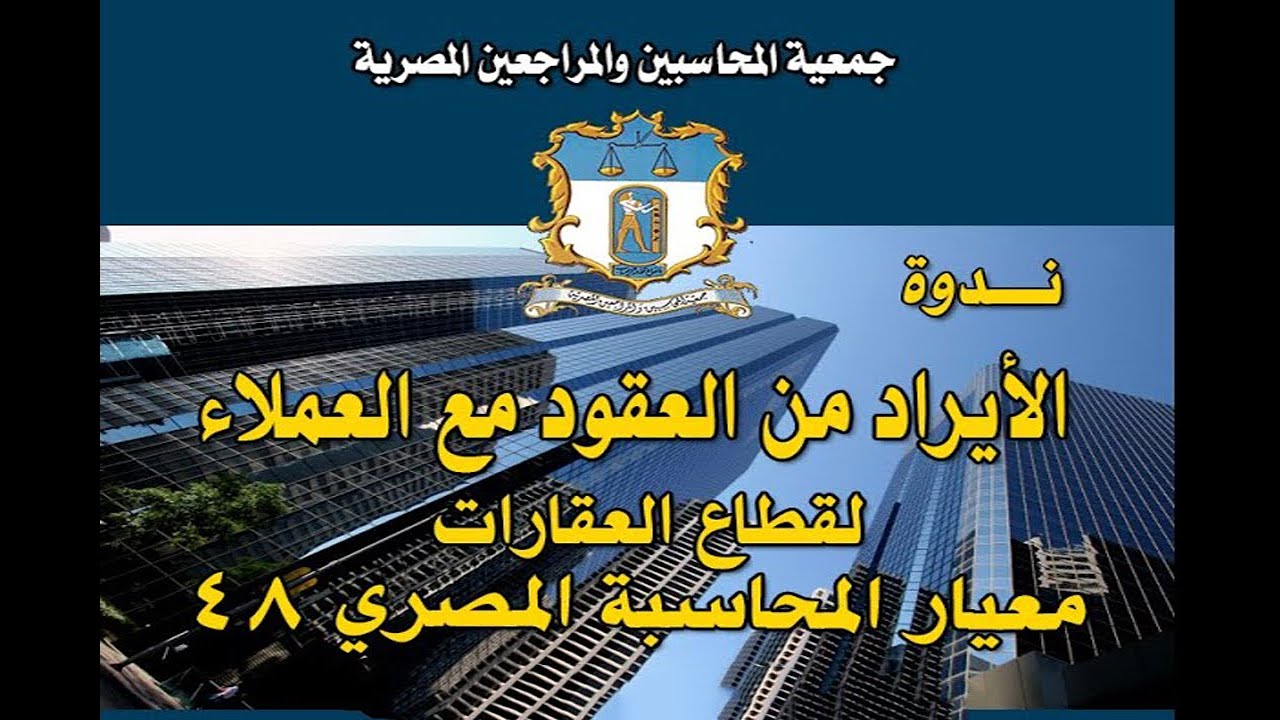 جمعية المحاسبين والمراجعين المصرية
نـــدوة
الأيراد من العقود مع العملاء
لقطاع العقارات
معيار المحاسبة المصري ٤٨